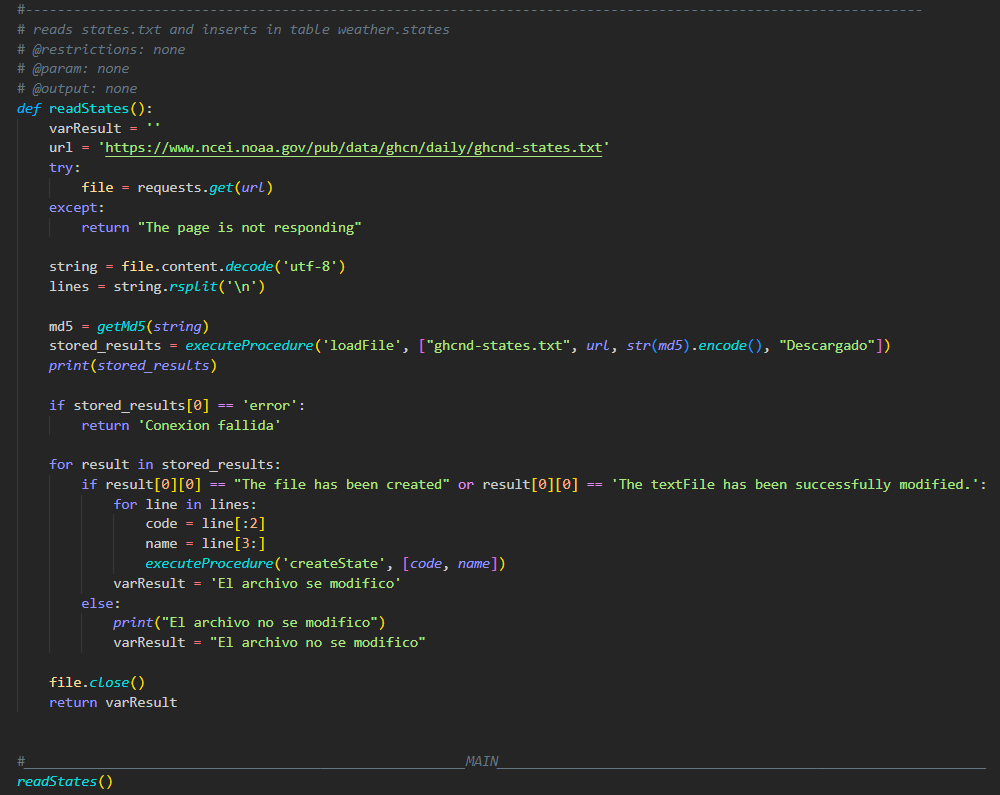 #----------------------------------------------------------------------------------------------------------------
# reads states.txt and inserts in table weather.states
# @restrictions: none
# @param: none
# @output: none
def readStates():
    varResult = ''
    url = 'https://www.ncei.noaa.gov/pub/data/ghcn/daily/ghcnd-states.txt'
    try:
        file = requests.get(url)
    except:
        return "The page is not responding"

    string = file.content.decode('utf-8')
    lines = string.rsplit('\n')

    md5 = getMd5(string)
    stored_results = executeProcedure('loadFile', ["ghcnd-states.txt", url, str(md5).encode(), "Descargado"])
    print(stored_results)

    if stored_results[0] == 'error':
        return 'Conexion fallida'

    for result in stored_results:
        if result[0][0] == "The file has been created" or result[0][0] == 'The textFile has been successfully modified.':
            for line in lines:
                code = line[:2]
                name = line[3:]
                executeProcedure('createState', [code, name])
            varResult = 'El archivo se modifico'
        else:
            print("El archivo no se modifico")
            varResult = "El archivo no se modifico"

    file.close()
    return varResult


#_______________________________________________________MAIN_____________________________________________________________
readStates()